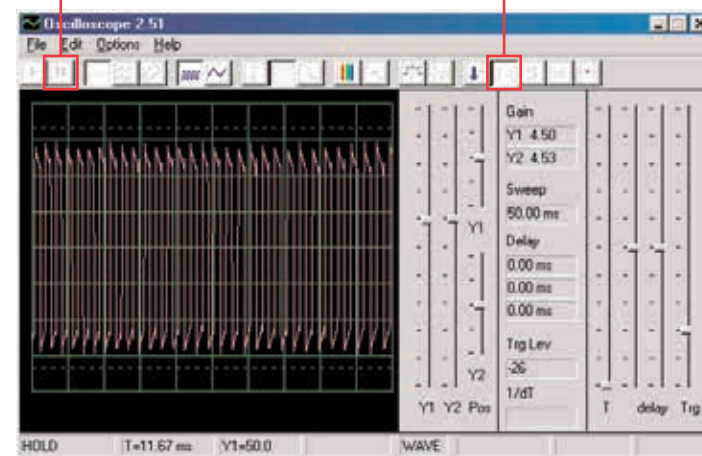 Oscilloscope 2.51
File Edit Options Help
Gain
Y1 4.50
Y2 4.53
Sweep
50.00 ms
Y1
Delay
0.00 ms
0.00 ms
0.00 ms
Trg Lev
-26
Y2
1/dT
Y1 Y2 Pos
T delay Trg
HOLD T=11.67 ms Y1=50.0 WAVE